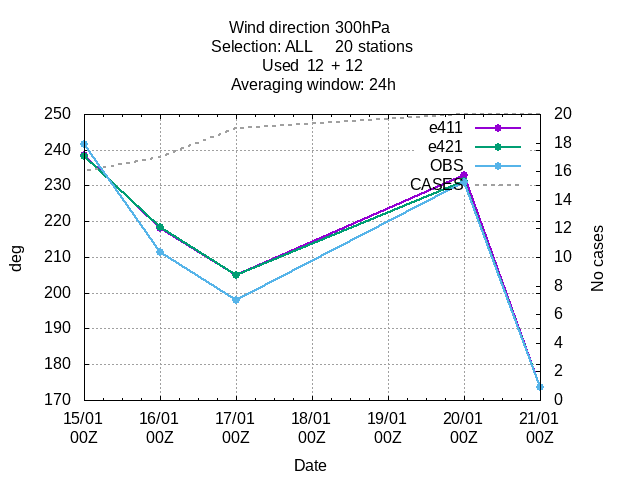 Wind direction 300hPa
Selection: ALL     20 stations
Used  12 + 12
Averaging window: 24h
250
240
230
220
210
200
190
180
170
20
18
16
14
12
10
8
6
4
2
0
e411
e421
OBS
CASES
deg
No cases
15/01 16/01 17/01 18/01 19/01 20/01 21/01
00Z 00Z 00Z 00Z 00Z 00Z 00Z
Date